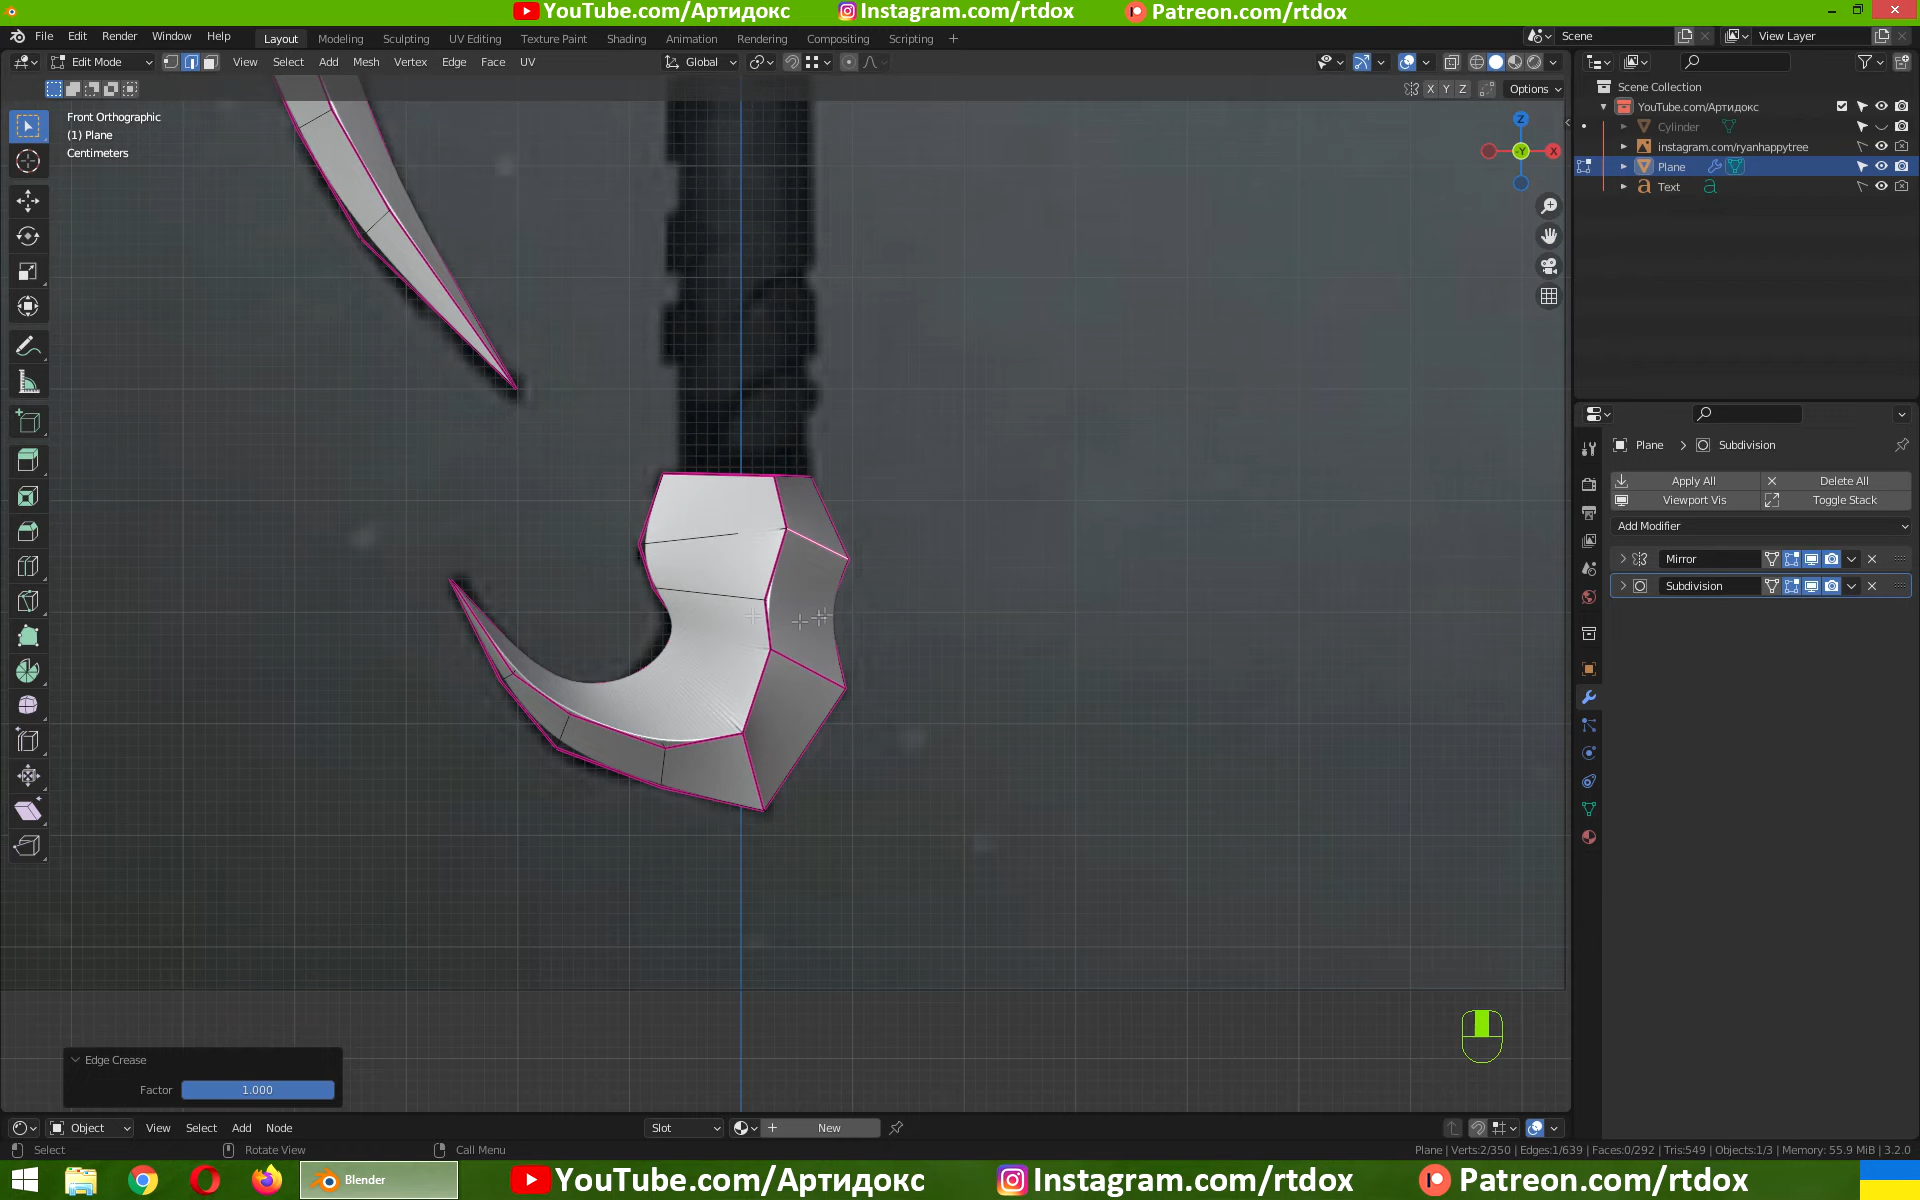 YouTube.com/Артидокс Instagram.com/rtdox Patreon.com/rtdox
File Edit Render Window Help Layout Modeling Sculpting UV Editing Texture Paint Shading Animation Rendering Compositing Scripting + Scene View Layer
Edit Mode View Select Add Mesh Vertex Edge Face UV Global
X Y Z Options
Front Orthographic
(1) Plane
Centimeters
Z
-Y X
Scene Collection
YouTube.com/Артидокс
Cylinder
instagram.com/ryanhappytree
Plane
Text
Plane > Subdivision
Apply All Delete All
Viewport Vis Toggle Stack
Add Modifier
Mirror
Subdivision
Edge Crease
Factor 1.000
Object View Select Add Node Slot New
Select Rotate View Call Menu Plane | Verts:2/350 | Edges:1/639 | Faces:0/292 | Tris:549 | Objects:1/3 | Memory: 55.9 MiB | 3.2.0
Blender YouTube.com/Артидокс Instagram.com/rtdox Patreon.com/rtdox